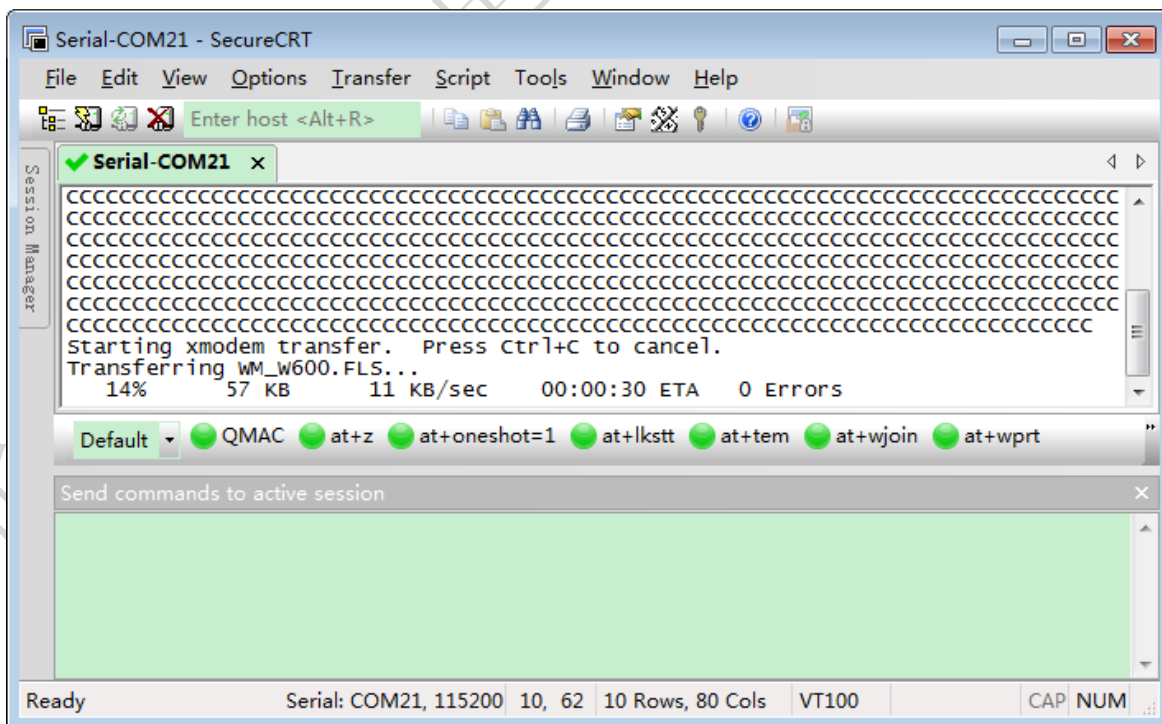 Serial-COM21 - SecureCRT
File Edit View Options Transfer Script Tools Window Help
Enter host <Alt+R>
Serial-COM21
Session Manager
CCCCCCCCCCCCCCCCCCCCCCCCCCCCCCCCCCCCCCCCCCCCCCCCCCCCCCCCCCCCCCCCCCCCCCCCCCCCCCCC
CCCCCCCCCCCCCCCCCCCCCCCCCCCCCCCCCCCCCCCCCCCCCCCCCCCCCCCCCCCCCCCCCCCCCCCCCCCCCCCC
CCCCCCCCCCCCCCCCCCCCCCCCCCCCCCCCCCCCCCCCCCCCCCCCCCCCCCCCCCCCCCCCCCCCCCCCCCCCCCCC
CCCCCCCCCCCCCCCCCCCCCCCCCCCCCCCCCCCCCCCCCCCCCCCCCCCCCCCCCCCCCCCCCCCCCCCCCCCCCCCC
CCCCCCCCCCCCCCCCCCCCCCCCCCCCCCCCCCCCCCCCCCCCCCCCCCCCCCCCCCCCCCCCCCCCCCCCCCCCCCCC
CCCCCCCCCCCCCCCCCCCCCCCCCCCCCCCCCCCCCCCCCCCCCCCCCCCCCCCCCCCCCCCCCCCCCCCCCCCCCCCC
CCCCCCCCCCCCCCCCCCCCCCCCCCCCCCCCCCCCCCCCCCCCCCCCCCCCCCCCCCCCCCCCCCCCCCCCCCCCCC
Starting xmodem transfer.  Press Ctrl+C to cancel.
Transferring WM_W600.FLS...
14% 57 KB 11 KB/sec 00:00:30 ETA 0 Errors
Default QMAC at+z at+oneshot=1 at+lkstt at+tem at+wjoin at+wprt
Send commands to active session
Ready Serial: COM21, 115200 10, 62 10 Rows, 80 Cols VT100 CAP NUM